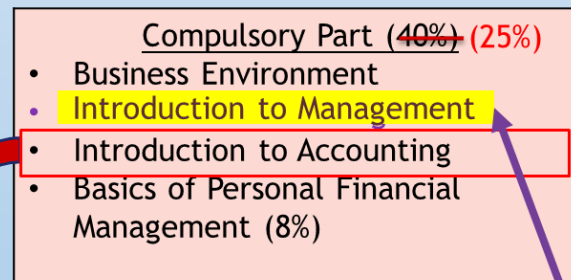 Compulsory Part (40%) (25%)
• Business Environment
• Introduction to Management
• Introduction to Accounting
• Basics of Personal Financial
Management (8%)